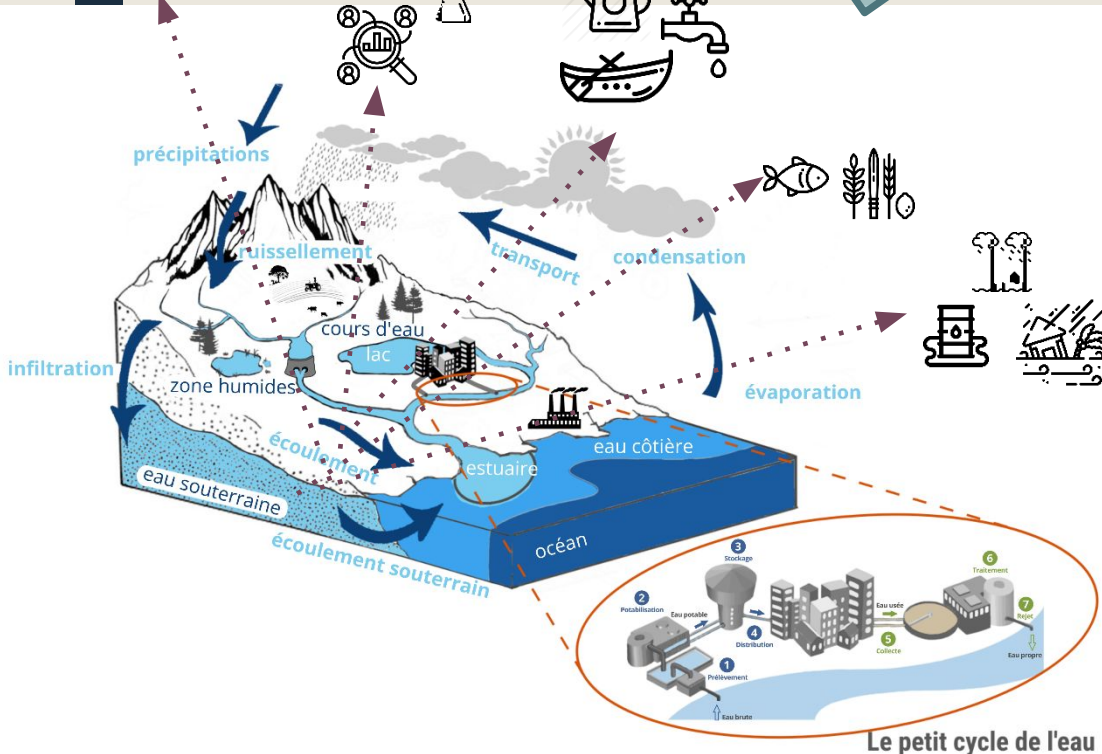 précipitations
ruissellement
transport
condensation
cours d'eau
lac
infiltration
zone humides
évaporation
écoulement
estuaire
eau côtière
eau souterraine
océan
écoulement souterrain
3
Stockage
6
Traitement
2
Potabilisation
Eau potable
Eau usée
7
Rejet
4
Distribution
5
Collecte
Eau propre
1
Prélèvement
Eau brute
Le petit cycle de l'eau